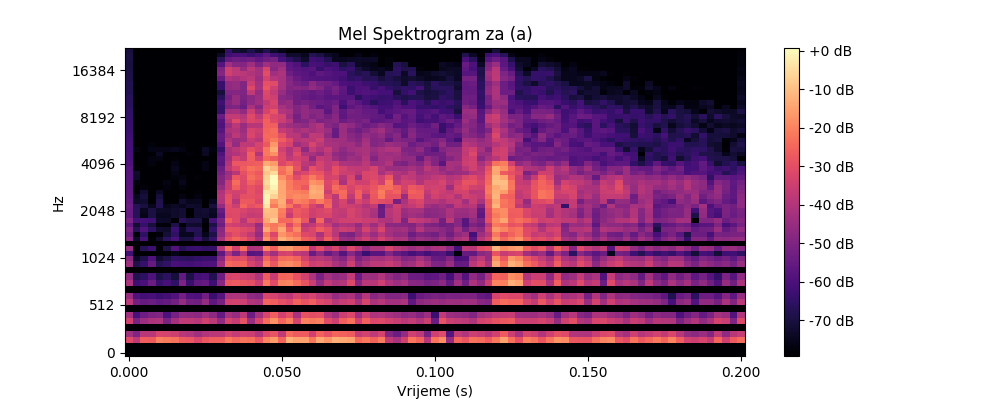 Mel Spektrogram za (a)
Hz
16384
8192
4096
2048
1024
512
0
0.000 0.050 0.100 0.150 0.200
Vrijeme (s)
+0 dB
-10 dB
-20 dB
-30 dB
-40 dB
-50 dB
-60 dB
-70 dB